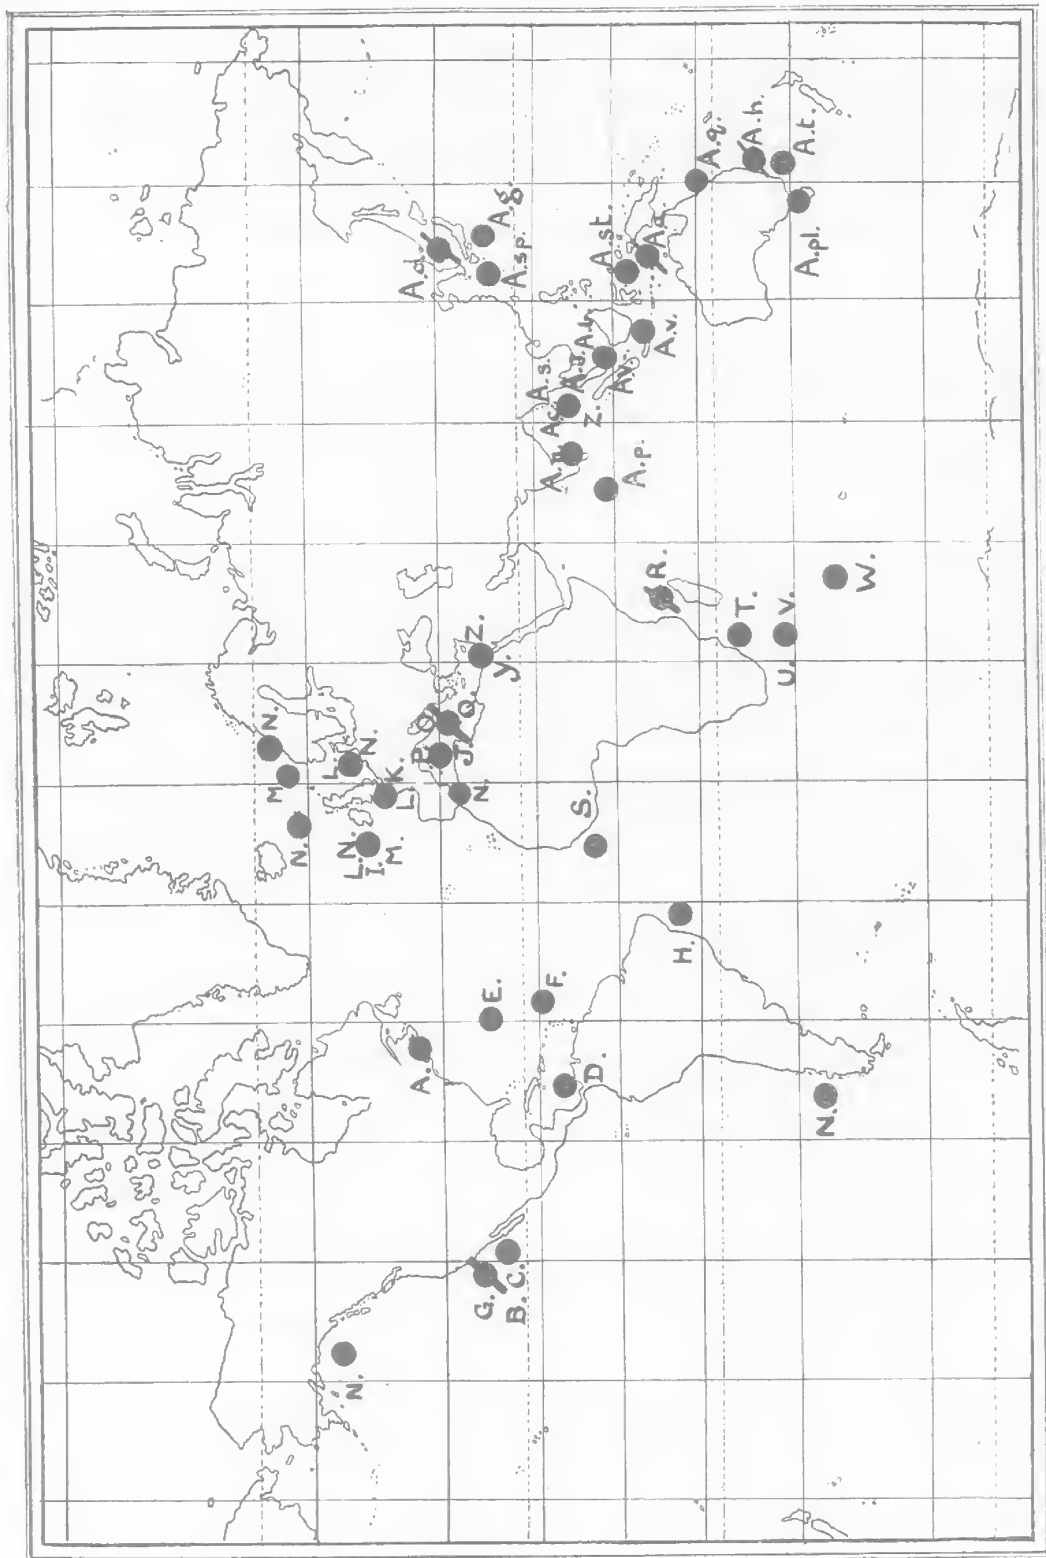 A.d.
A.g.
A.sp.
A.st.
A.a.
A.q.
A.h.
A.t.
A.pl.
A.v.
A.s.
A.p.
Z.
R.
T.
V.
U.
W.
Z.
Y.
O.
Q.
P.
J.
N.
N.
M.
N.
L.
N.
K.
L.
N.
L.N.
I.
M.
S.
H.
E.
F.
A.
D.
N.
G.
C.
B.
N.